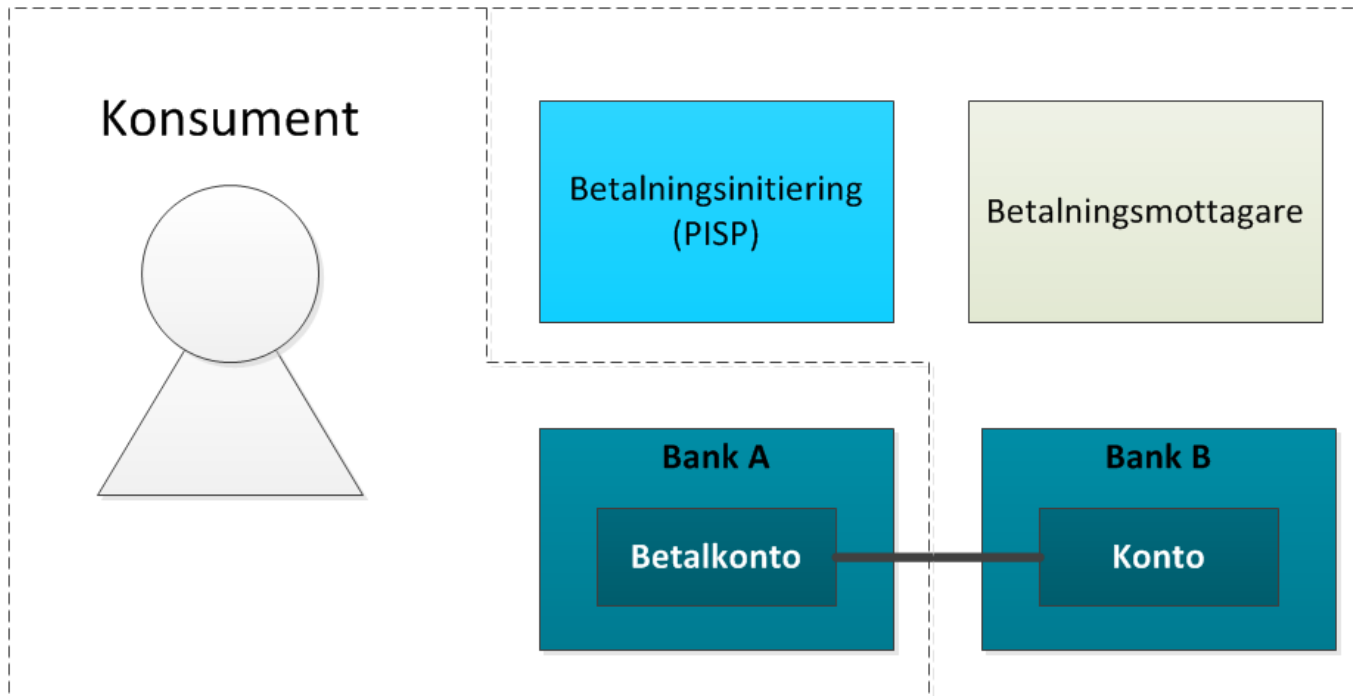 Konsument
Betalningsinitiering
(PISP)
Betalningsmottagare
Bank A
Betalkonto
Bank B
Konto